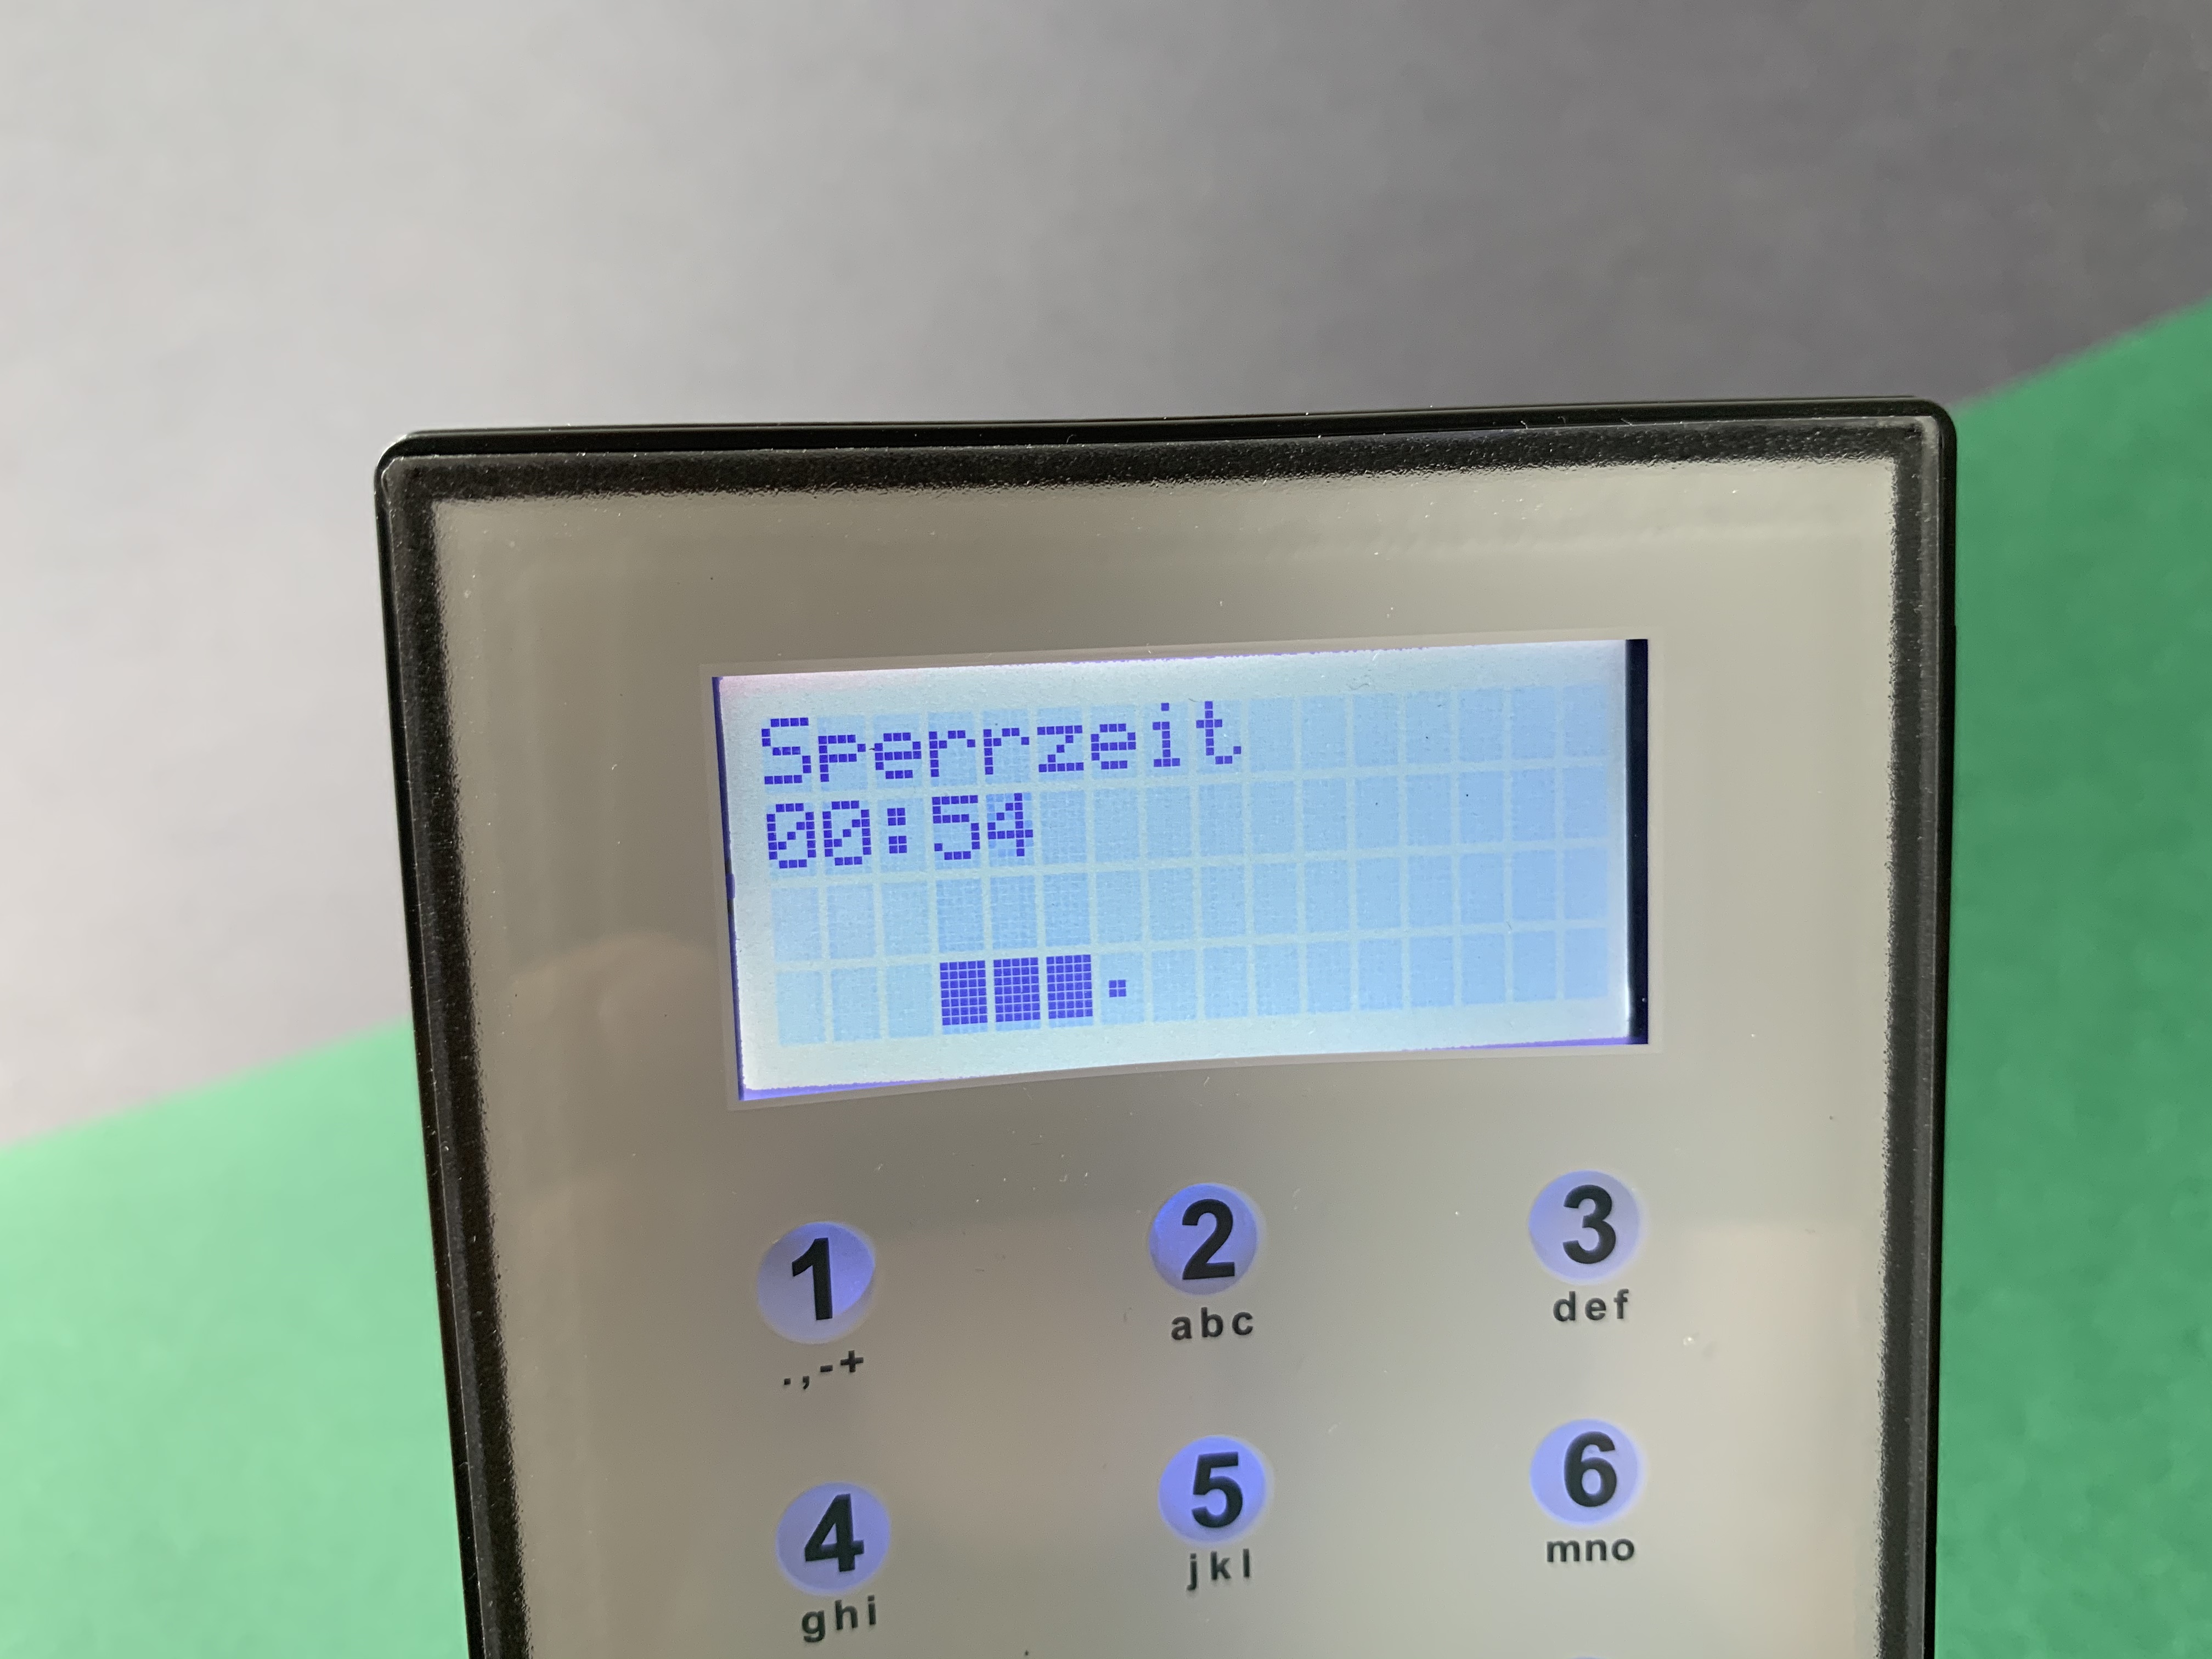 Sperrzeit
00:54
1 2 3
.,-+ abc def
4 5 6
ghi jkl mno